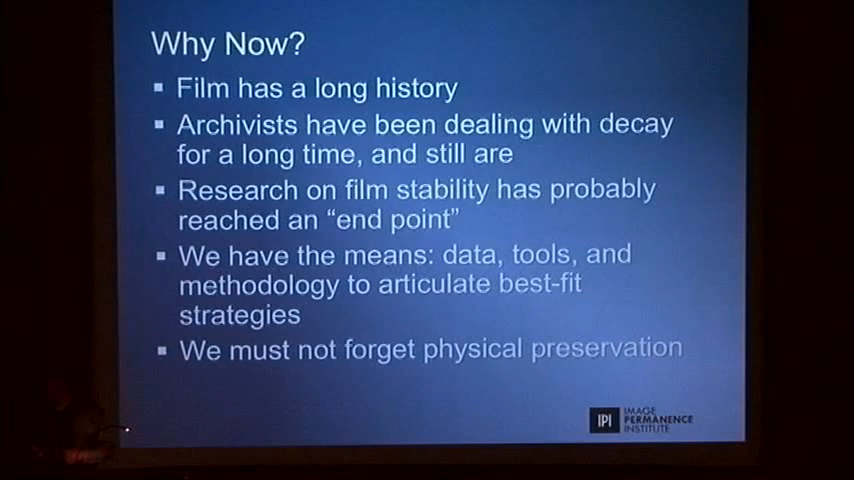 Why Now?
▪ Film has a long history
▪ Archivists have been dealing with decay
for a long time, and still are
▪ Research on film stability has probably
reached an “end point”
▪ We have the means: data, tools, and
methodology to articulate best-fit
strategies
▪ We must not forget physical preservation
IPI
IMAGE
PERMANENCE
INSTITUTE